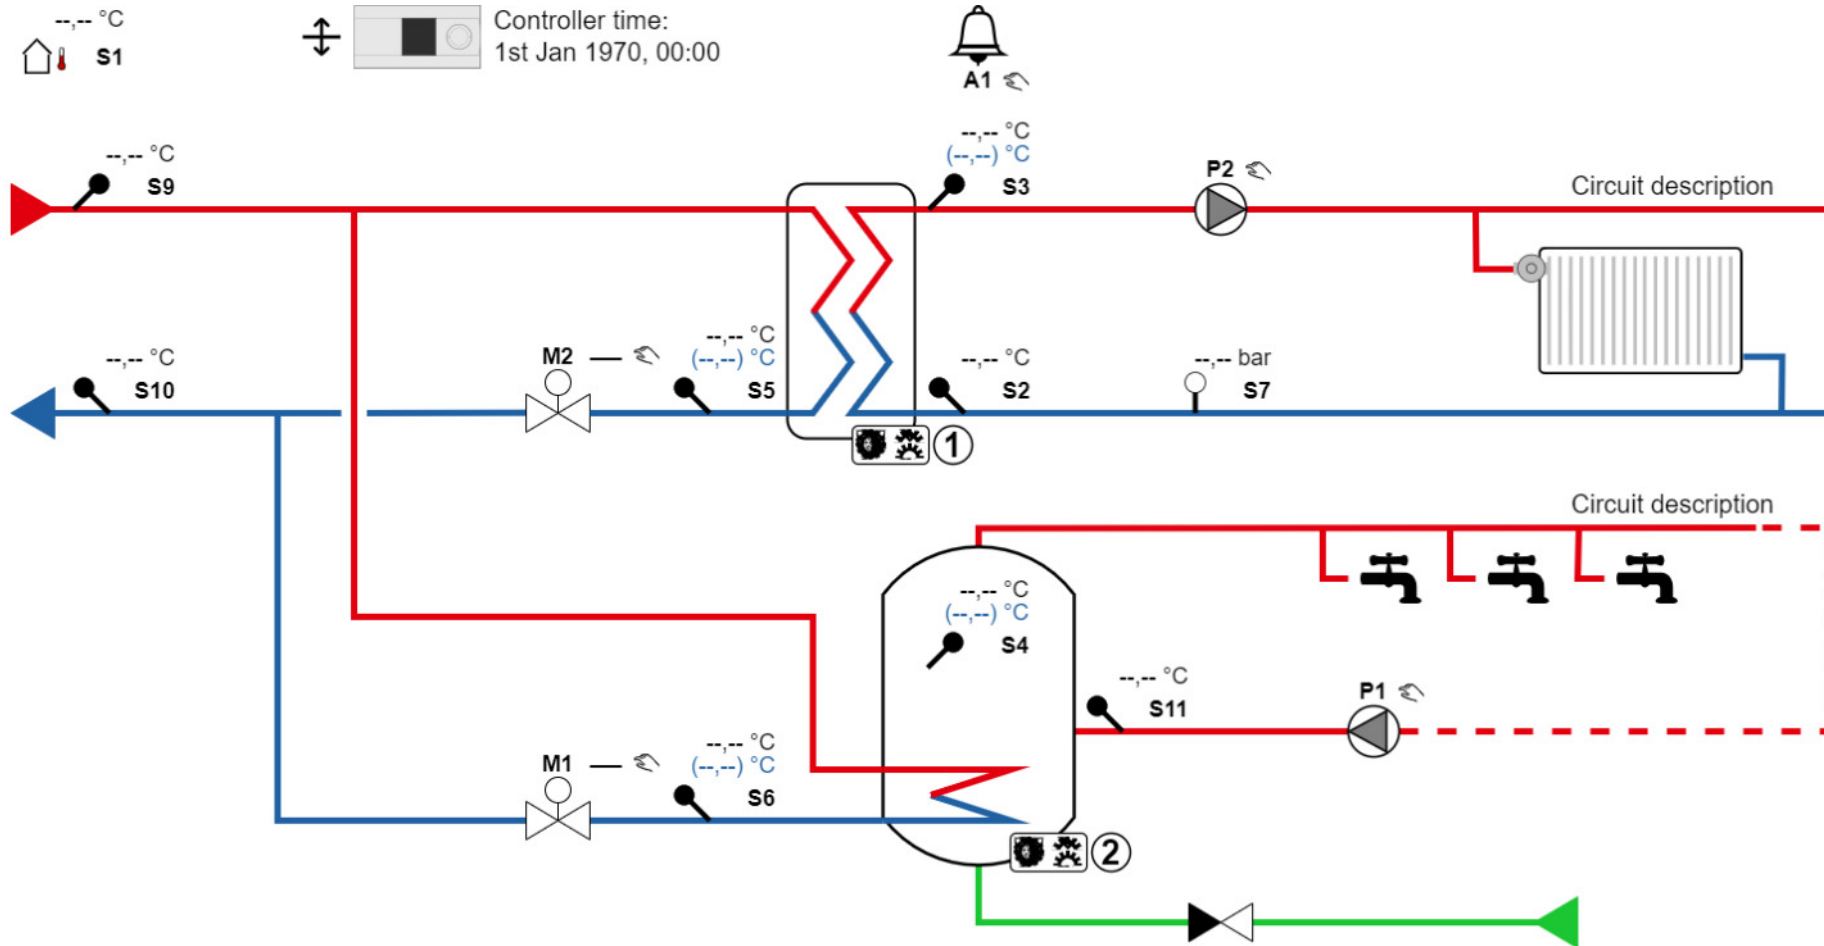 --,-- °C
S1
Controller time:
1st Jan 1970, 00:00
A1
--,-- °C
S9
--,-- °C
(--,--) °C
S3
P2
Circuit description
--,-- °C
S10
M2
--,-- °C
(--,--) °C
S5
--,-- °C
S2
--,-- bar
S7
1
Circuit description
--,-- °C
(--,--) °C
S4
--,-- °C
S11
P1
M1
--,-- °C
(--,--) °C
S6
2